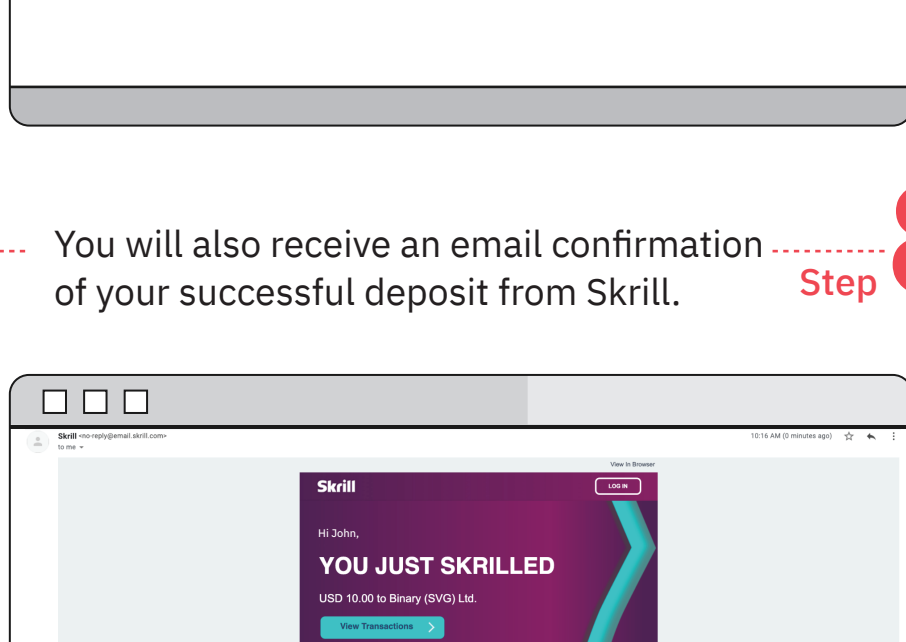 You will also receive an email confirmation
of your successful deposit from Skrill.
Step
Skrill <no-reply@email.skrill.com>
10:16 AM (0 minutes ago)
to me
View In Browser
Skrill
LOG IN
Hi John,
YOU JUST SKRILLED
USD 10.00 to Binary (SVG) Ltd.
View Transactions